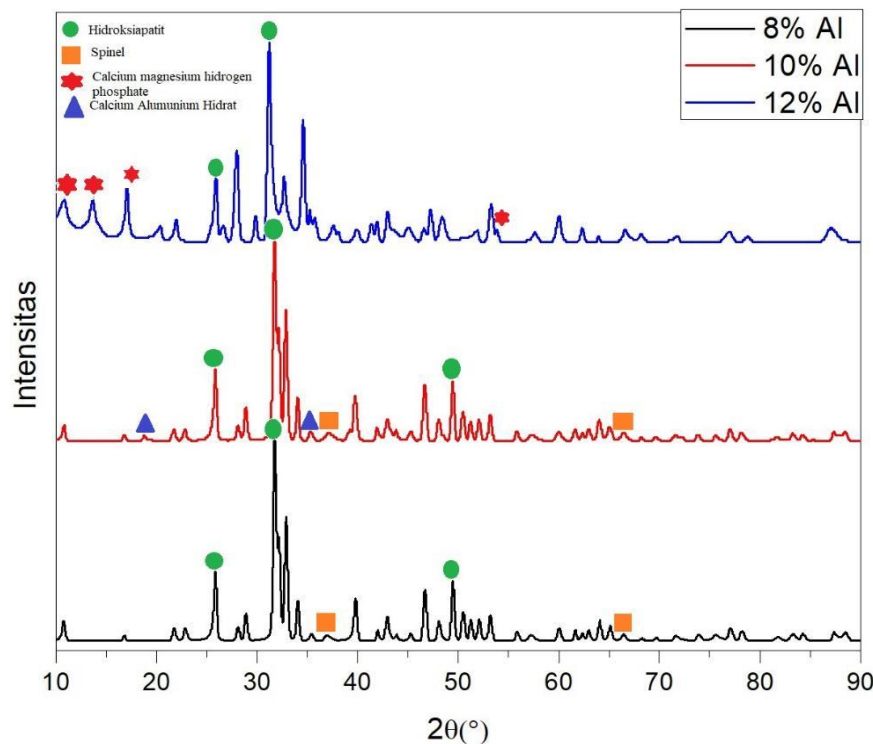 Hidroksiapatit
Spinel
Calcium magnesium hidrogen
phosphate
Calcium Alumunium Hidrat
8% Al
10% Al
12% Al
Intensitas
10 20 30 40 50 60 70 80 90
2θ(°)